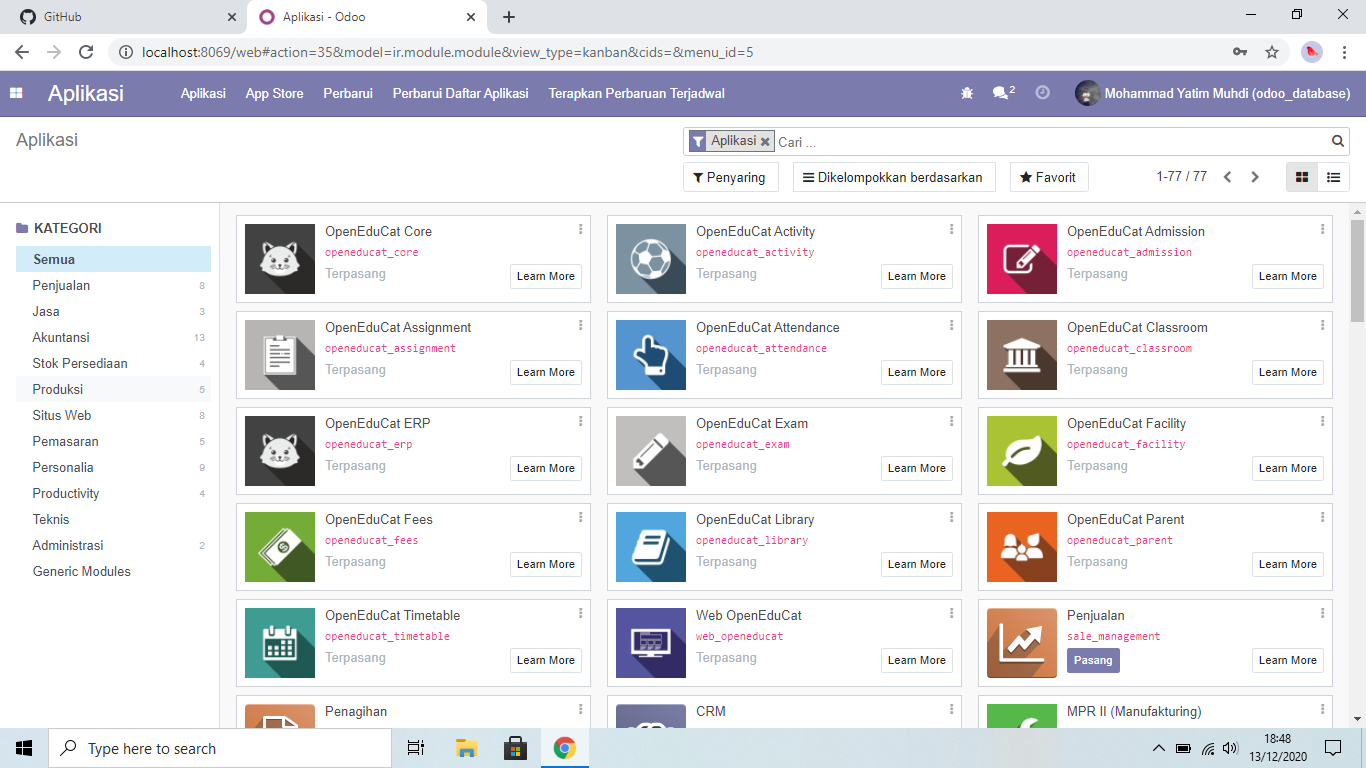 GitHub
Aplikasi - Odoo
localhost:8069/web#action=35&model=ir.module.module&view_type=kanban&cids=&menu_id=5
Aplikasi
Aplikasi App Store Perbarui Perbarui Daftar Aplikasi Terapkan Perbaruan Terjadwal
2
Mohammad Yatim Muhdi (odoo_database)
Aplikasi
Aplikasi Cari ...
Penyaring Dikelompokkan berdasarkan Favorit
1-77 / 77
KATEGORI
Semua
Penjualan 8
Jasa 3
Akuntansi 13
Stok Persediaan 4
Produksi 5
Situs Web 8
Pemasaran 5
Personalia 9
Productivity 4
Teknis
Administrasi 2
Generic Modules
OpenEduCat Core
openeducat_core
Terpasang
Learn More
OpenEduCat Activity
openeducat_activity
Terpasang
Learn More
OpenEduCat Admission
openeducat_admission
Terpasang
Learn More
OpenEduCat Assignment
openeducat_assignment
Terpasang
Learn More
OpenEduCat Attendance
openeducat_attendance
Terpasang
Learn More
OpenEduCat Classroom
openeducat_classroom
Terpasang
Learn More
OpenEduCat ERP
openeducat_erp
Terpasang
Learn More
OpenEduCat Exam
openeducat_exam
Terpasang
Learn More
OpenEduCat Facility
openeducat_facility
Terpasang
Learn More
OpenEduCat Fees
openeducat_fees
Terpasang
Learn More
OpenEduCat Library
openeducat_library
Terpasang
Learn More
OpenEduCat Parent
openeducat_parent
Terpasang
Learn More
OpenEduCat Timetable
openeducat_timetable
Terpasang
Learn More
Web OpenEduCat
web_openeducat
Terpasang
Learn More
Penjualan
sale_management
Pasang
Learn More
Penagihan
CRM
MPR II (Manufakturing)
Type here to search
18:48
13/12/2020